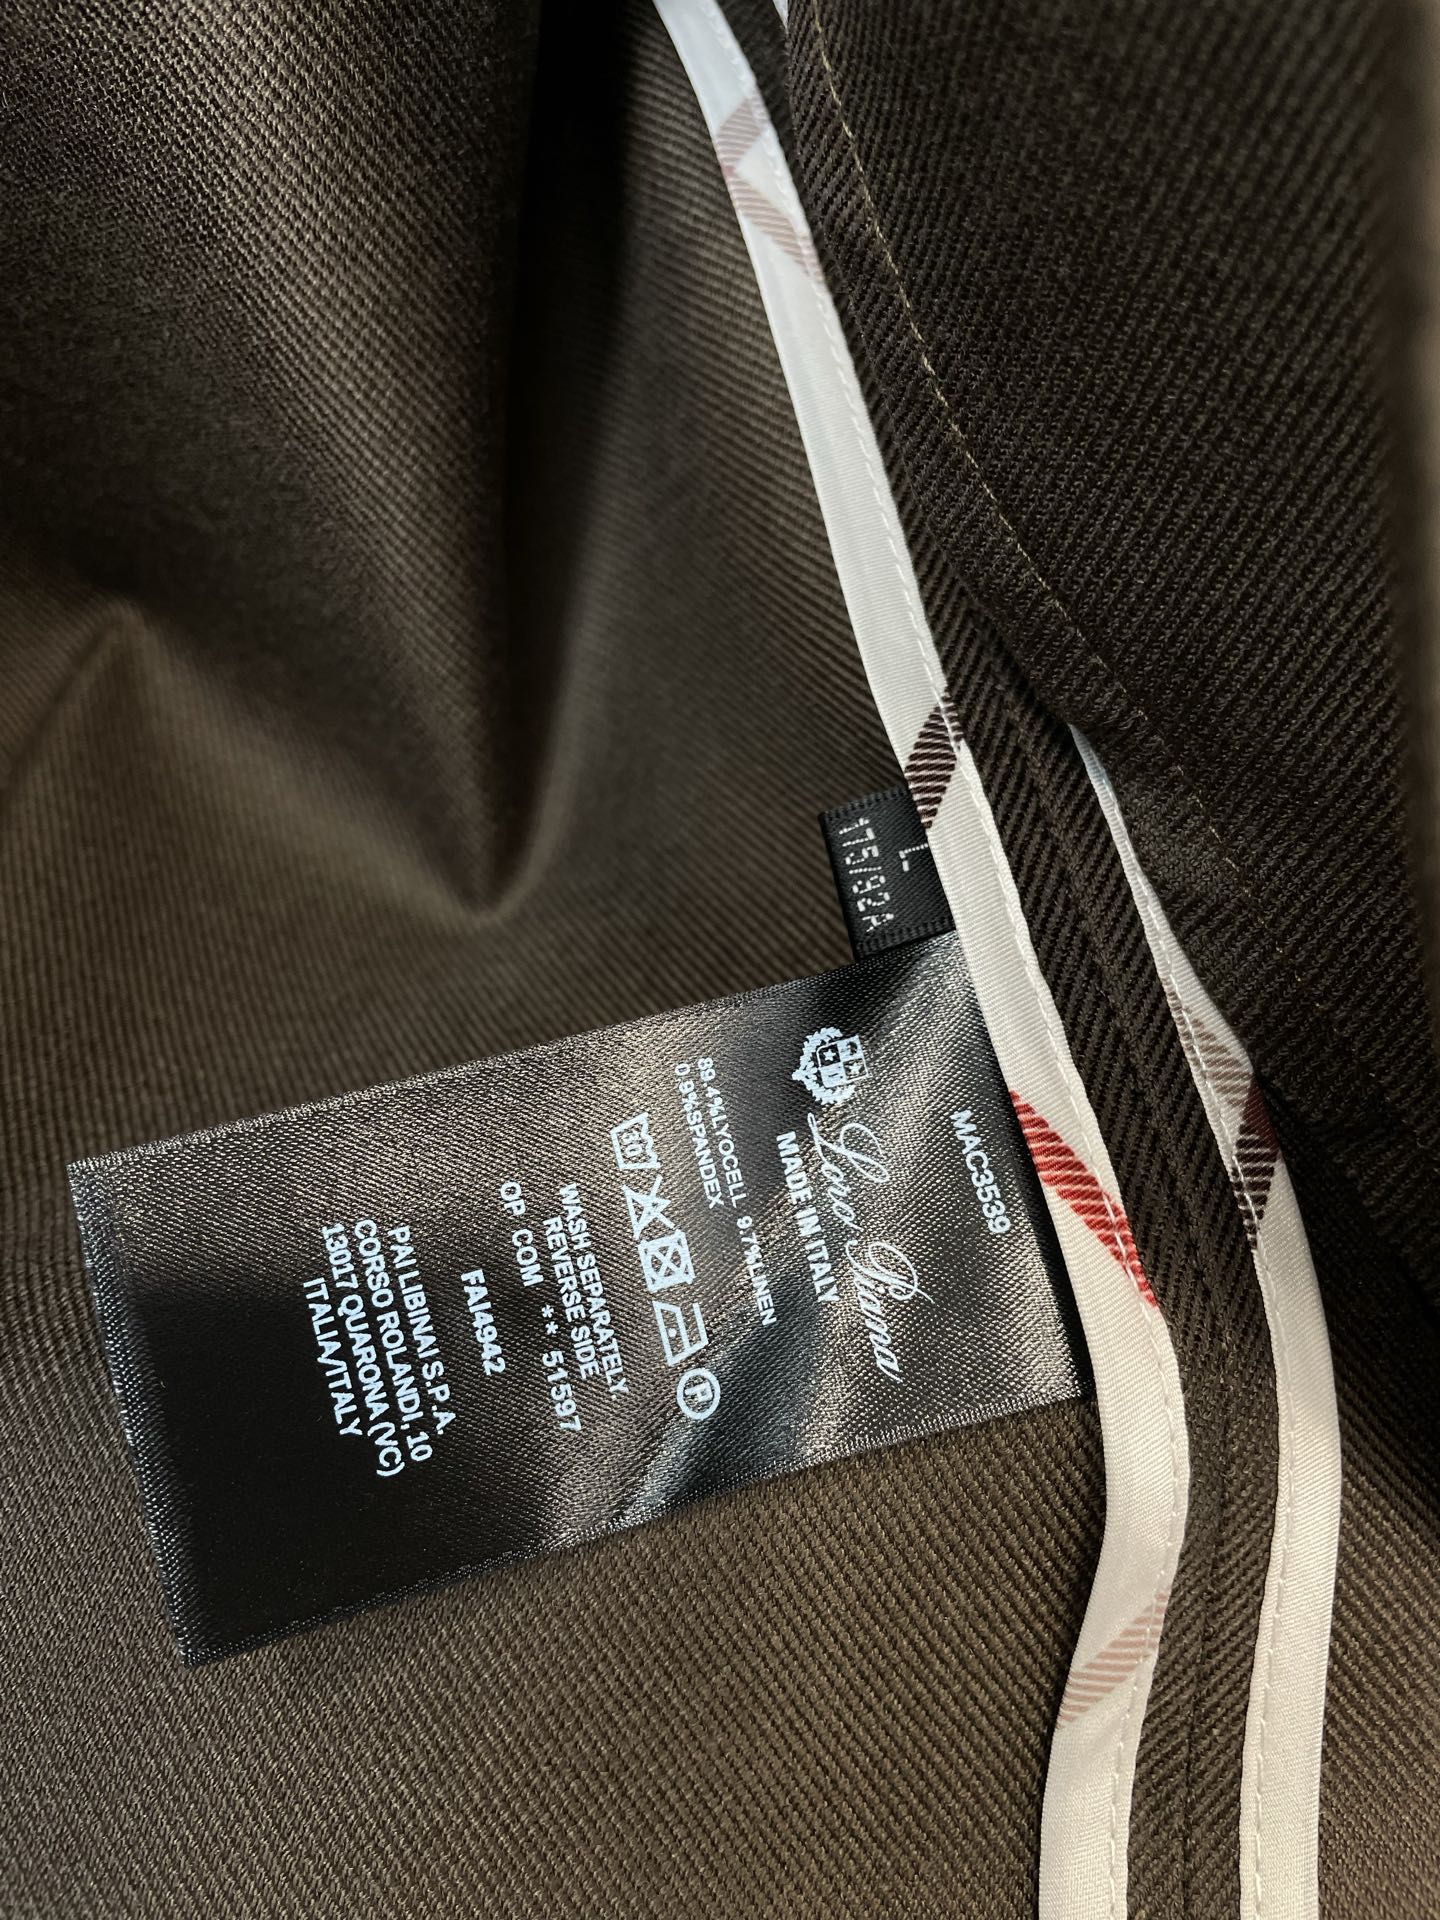 L
175/92A
MAC3539
Loro Piana
MADE IN ITALY
89.4%LYOCELL 9.7%LINEN
0.9%SPANDEX
30
P
WASH SEPARATELY
REVERSE SIDE
OP COM ** 51597
FAI4942
PAI LIBINAI S.P.A.
CORSO ROLANDI, 10
13017 QUARONA (VC)
ITALIA/ITALY